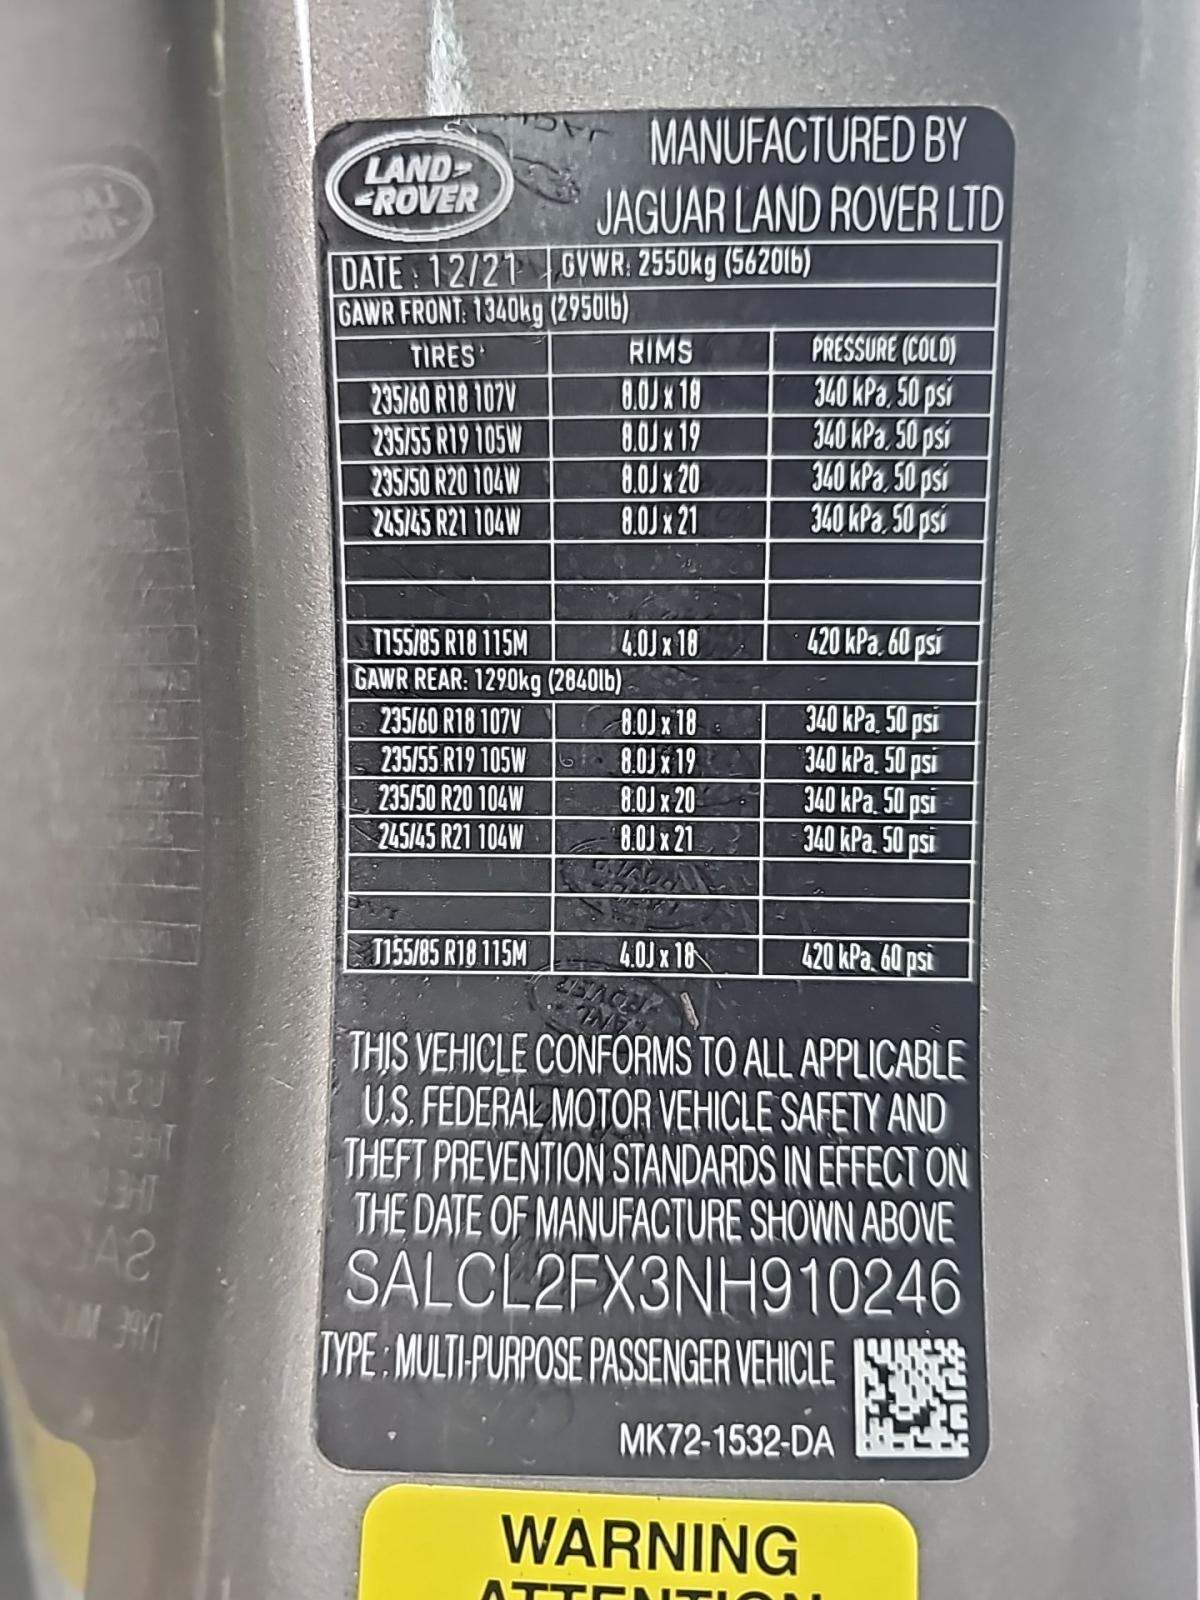 LAND
ROVER
MANUFACTURED BY
JAGUAR LAND ROVER LTD
DATE : 12/21 GVWR: 2550kg (5620lb)
GAWR FRONT: 1340kg (2950lb)
TIRES RIMS PRESSURE (COLD)
235/60 R18 107V 8.0J x 18 340 kPa, 50 psi
235/55 R19 105W 8.0J x 19 340 kPa, 50 psi
235/50 R20 104W 8.0J x 20 340 kPa, 50 psi
245/45 R21 104W 8.0J x 21 340 kPa, 50 psi
T155/85 R18 115M 4.0J x 18 420 kPa, 60 psi
GAWR REAR: 1290kg (2840lb)
235/60 R18 107V 8.0J x 18 340 kPa, 50 psi
235/55 R19 105W 8.0J x 19 340 kPa, 50 psi
235/50 R20 104W 8.0J x 20 340 kPa, 50 psi
245/45 R21 104W 8.0J x 21 340 kPa, 50 psi
T155/85 R18 115M 4.0J x 18 420 kPa, 60 psi
THIS VEHICLE CONFORMS TO ALL APPLICABLE
U.S. FEDERAL MOTOR VEHICLE SAFETY AND
THEFT PREVENTION STANDARDS IN EFFECT ON
THE DATE OF MANUFACTURE SHOWN ABOVE
SALCL2FX3NH910246
TYPE : MULTI-PURPOSE PASSENGER VEHICLE
MK72-1532-DA
WARNING
ATTENTION